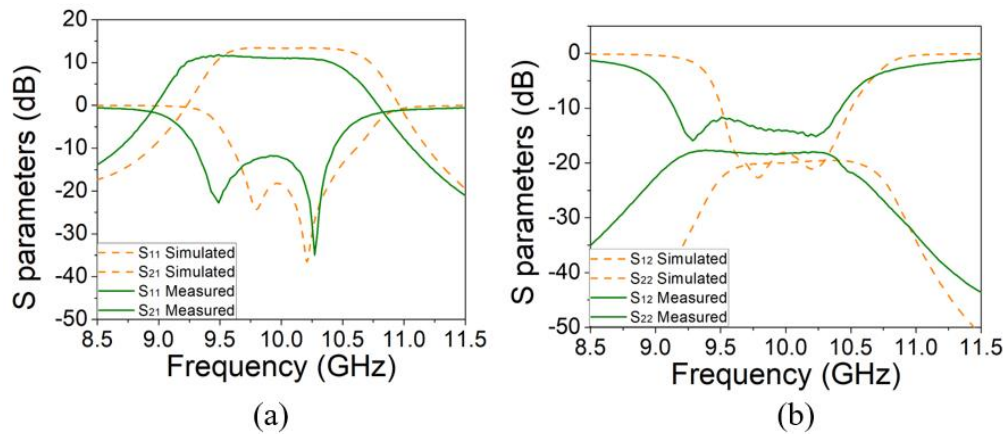 20
10
0
-10
-20
-30
-40
-50
S parameters (dB)
S11 Simulated
S21 Simulated
S11 Measured
S21 Measured
8.5 9.0 9.5 10.0 10.5 11.0 11.5
Frequency (GHz)
(a)
0
-10
-20
-30
-40
-50
S parameters (dB)
S12 Simulated
S22 Simulated
S12 Measured
S22 Measured
8.5 9.0 9.5 10.0 10.5 11.0 11.5
Frequency (GHz)
(b)